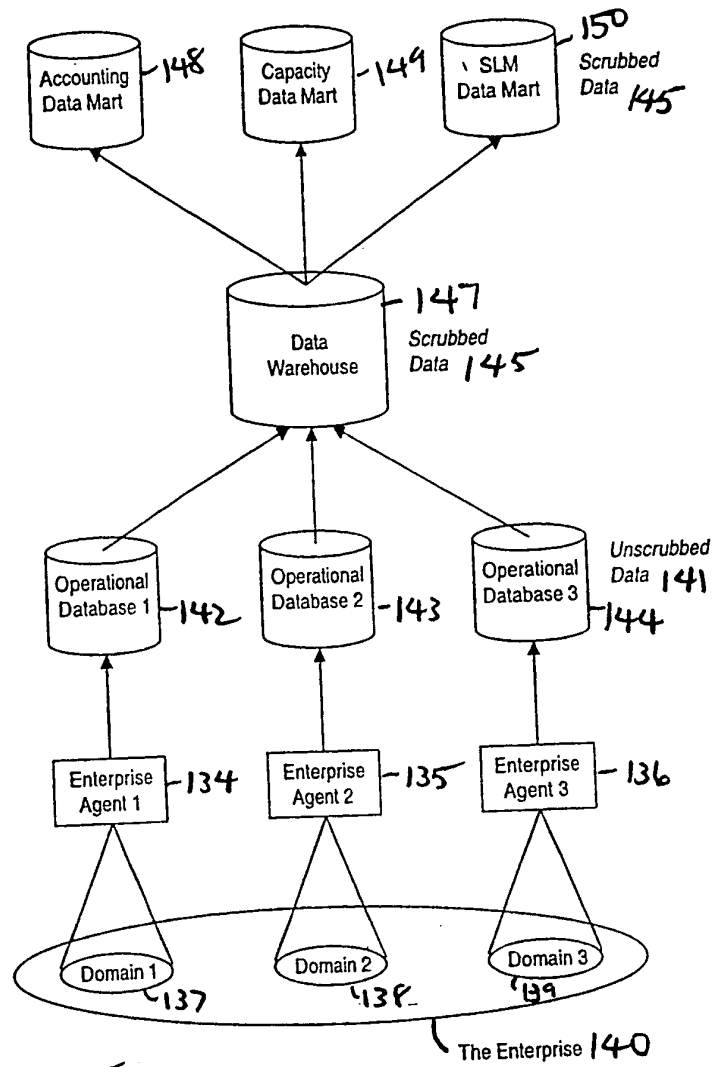 Accounting
Data Mart
148
Capacity
Data Mart
149
SLM
Data Mart
150
Scrubbed
Data 145
Data
Warehouse
147
Scrubbed
Data 145
Operational
Database 1
142
Operational
Database 2
143
Operational
Database 3
144
Unscrubbed
Data 141
Enterprise
Agent 1
134
Enterprise
Agent 2
135
Enterprise
Agent 3
136
Domain 1
137
Domain 2
138
Domain 3
139
The Enterprise 140